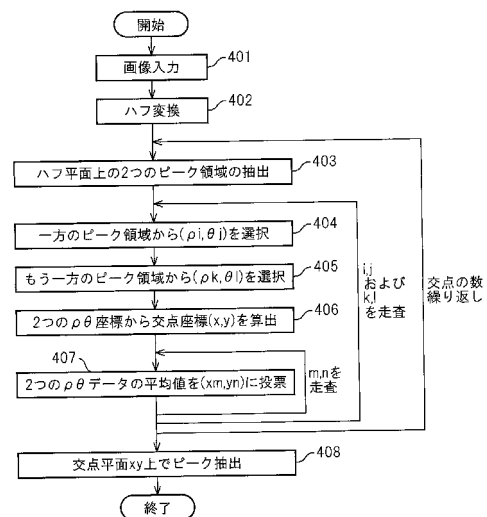 開始
画像入力
401
ハフ変換
402
ハフ平面上の2つのピーク領域の抽出
403
一方のピーク領域から(ρi,θj)を選択
404
もう一方のピーク領域から(ρk,θl)を選択
405
2つのρθ座標から交点座標(x,y)を算出
406
407
2つのρθデータの平均値を(xm,yn)に投票
m,nを
走査
i,j
および
k,l
を走査
交点の数
繰り返し
交点平面xy上でピーク抽出
408
終了